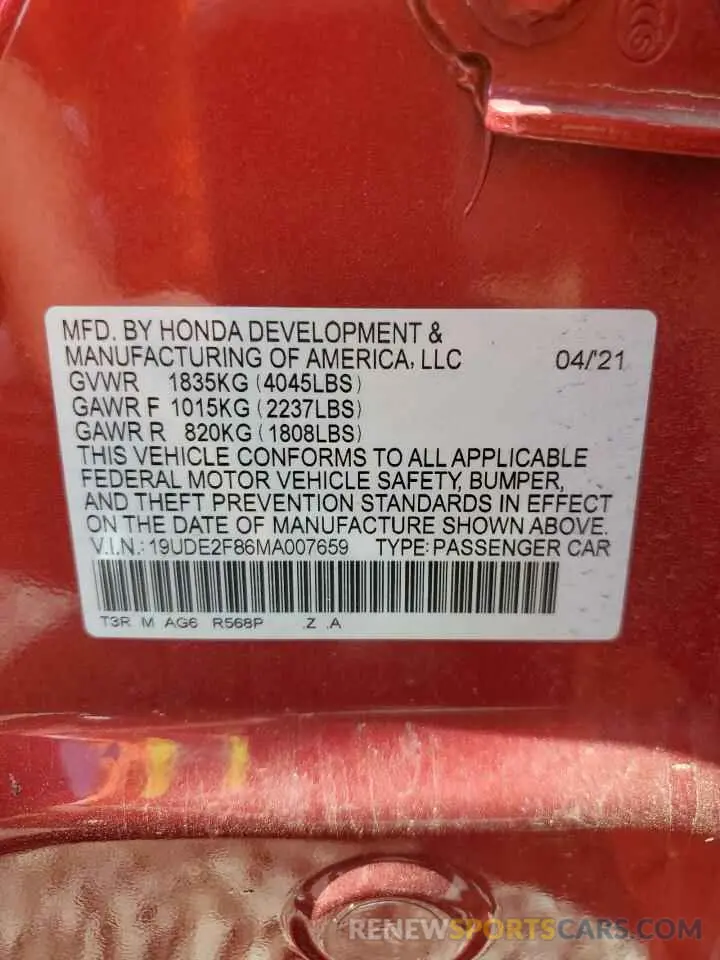 MFD. BY HONDA DEVELOPMENT &
MANUFACTURING OF AMERICA, LLC 04/'21
GVWR 1835KG (4045LBS)
GAWR F 1015KG (2237LBS)
GAWR R 820KG (1808LBS)
THIS VEHICLE CONFORMS TO ALL APPLICABLE
FEDERAL MOTOR VEHICLE SAFETY, BUMPER,
AND THEFT PREVENTION STANDARDS IN EFFECT
ON THE DATE OF MANUFACTURE SHOWN ABOVE.
V.I.N.: 19UDE2F86MA007659 TYPE: PASSENGER CAR
T3R M AG6 R568P .Z .A
RENEWSPORTSCARS.COM